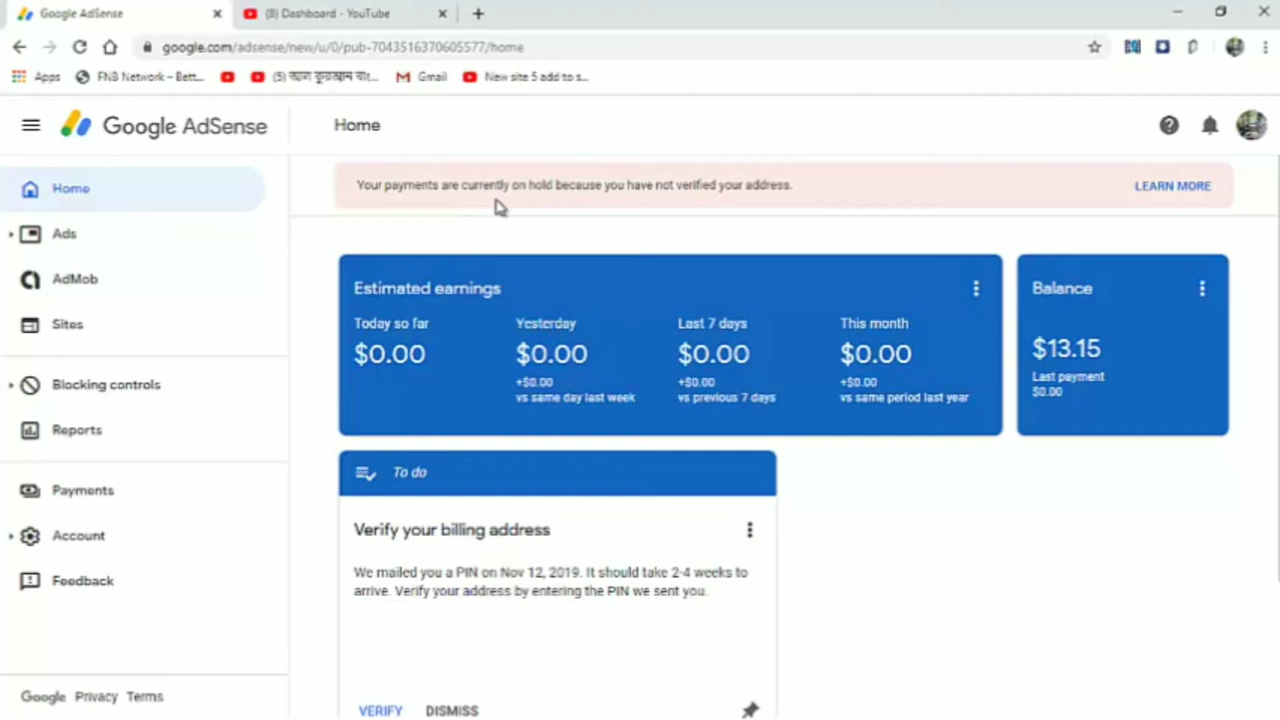 Google AdSense
(8) Dashboard - YouTube
google.com/adsense/new/u/0/pub-7043516370605577/home
Apps
FNB Network – Bett...
(5) আল কুরআন বা...
Gmail
New site 5 add to s...
Google AdSense
Home
Home
Ads
AdMob
Sites
Blocking controls
Reports
Payments
Account
Feedback
Google Privacy Terms
Your payments are currently on hold because you have not verified your address.
LEARN MORE
Estimated earnings
Today so far
$0.00
Yesterday
$0.00
+$0.00
vs same day last week
Last 7 days
$0.00
+$0.00
vs previous 7 days
This month
$0.00
+$0.00
vs same period last year
Balance
$13.15
Last payment
$0.00
To do
Verify your billing address
We mailed you a PIN on Nov 12, 2019. It should take 2-4 weeks to
arrive. Verify your address by entering the PIN we sent you.
VERIFY
DISMISS